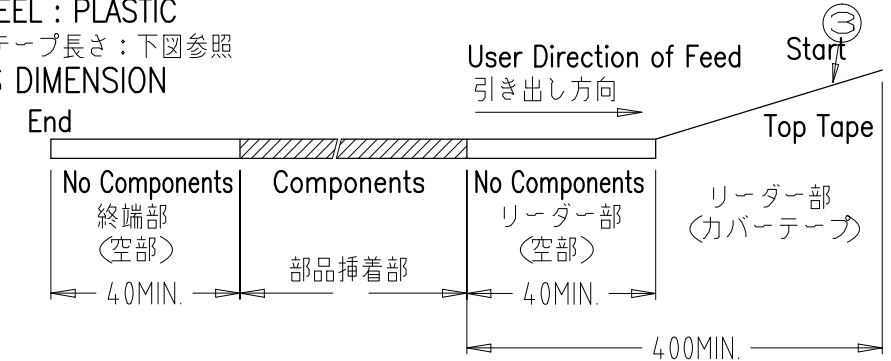 EEL : PLASTIC
テープ長さ：下図参照
DIMENSION
③
User Direction of Feed
Start
引き出し方向
End
Top Tape
No Components
Components
No Components
終端部
(空部)
部品挿着部
リーダー部
(空部)
リーダー部
(カバーテープ)
40MIN.
40MIN.
400MIN.